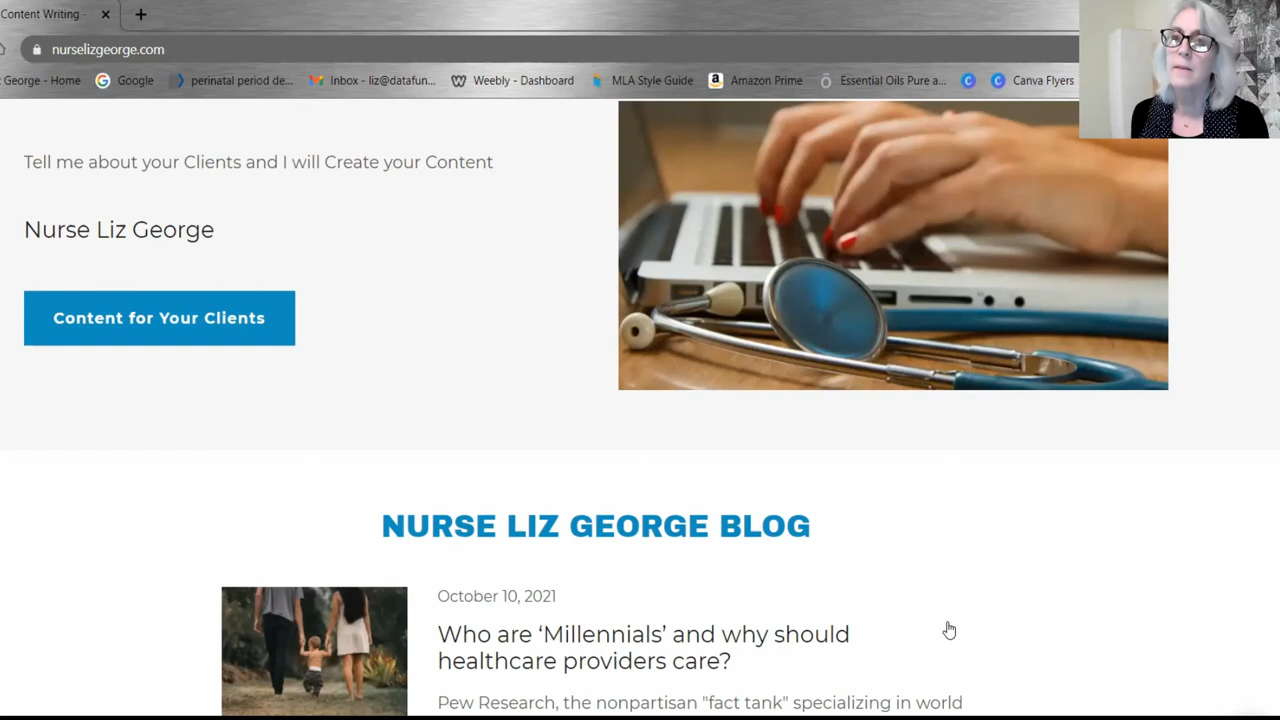 Content Writing
nurselizgeorge.com
George - Home
Google
perinatal period de...
Inbox - liz@datafun...
Weebly - Dashboard
MLA Style Guide
Amazon Prime
Essential Oils Pure a...
Canva Flyers
Tell me about your Clients and I will Create your Content
Nurse Liz George
Content for Your Clients
NURSE LIZ GEORGE BLOG
October 10, 2021
Who are ‘Millennials’ and why should
healthcare providers care?
Pew Research, the nonpartisan "fact tank" specializing in world